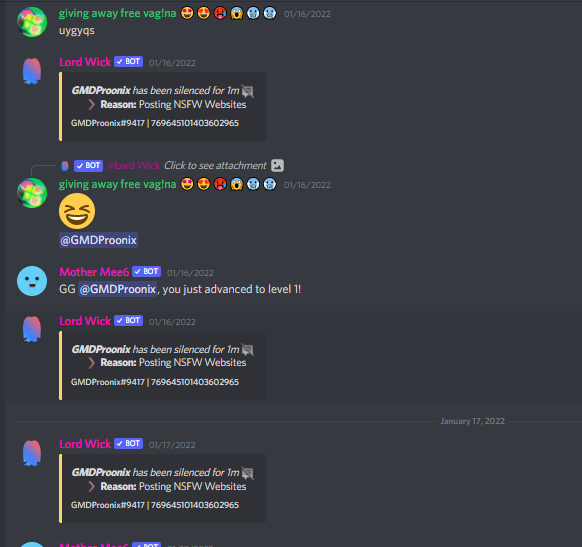 giving away free vag!na 🤩 😍 🥵 😱 🥶 🥶 01/16/2022
uygyqs
Lord Wick ✓ BOT 01/16/2022
GMDProonix has been silenced for 1m
❯ Reason: Posting NSFW Websites
GMDProonix#9417 | 769645101403602965
✓ BOT @Lord Wick Click to see attachment
giving away free vag!na 🤩 😍 🥵 😱 🥶 🥶 01/16/2022
😆
@GMDProonix
Mother Mee6 ✓ BOT 01/16/2022
GG @GMDProonix, you just advanced to level 1!
Lord Wick ✓ BOT 01/16/2022
GMDProonix has been silenced for 1m
❯ Reason: Posting NSFW Websites
GMDProonix#9417 | 769645101403602965
January 17, 2022
Lord Wick ✓ BOT 01/17/2022
GMDProonix has been silenced for 1m
❯ Reason: Posting NSFW Websites
GMDProonix#9417 | 769645101403602965
Mother Mee6 ✓ BOT